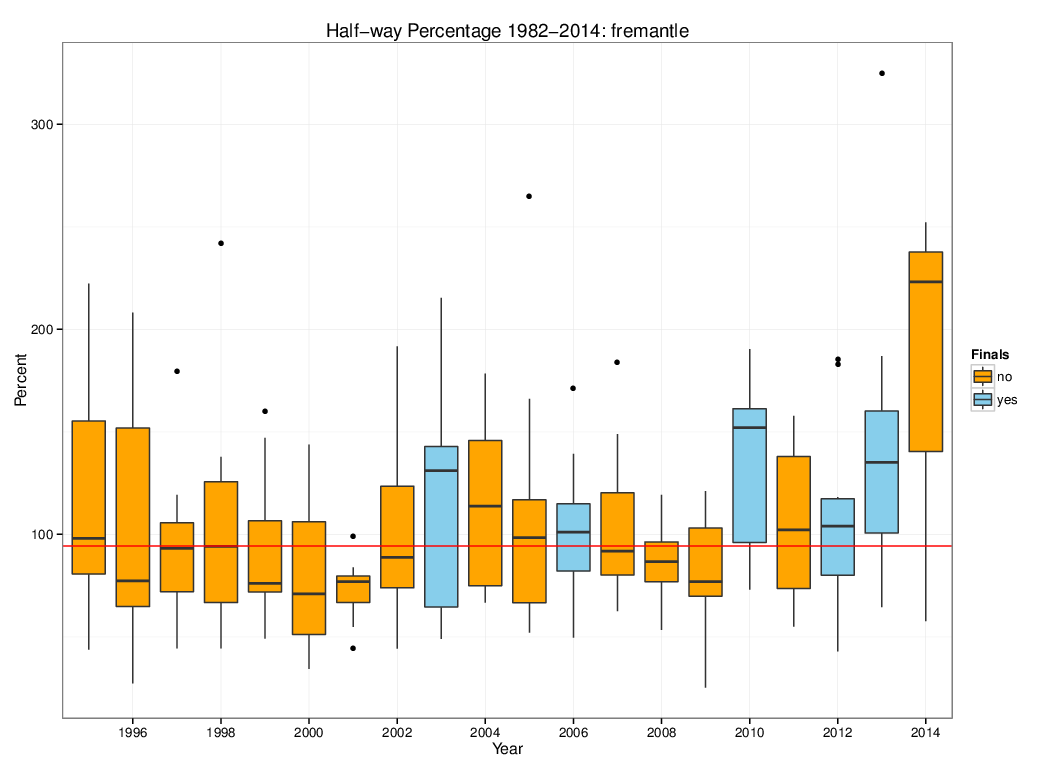 Half−way Percentage 1982−2014: fremantle
Percent
300
200
100
1996 1998 2000 2002 2004 2006 2008 2010 2012 2014
Year
Finals
no
yes